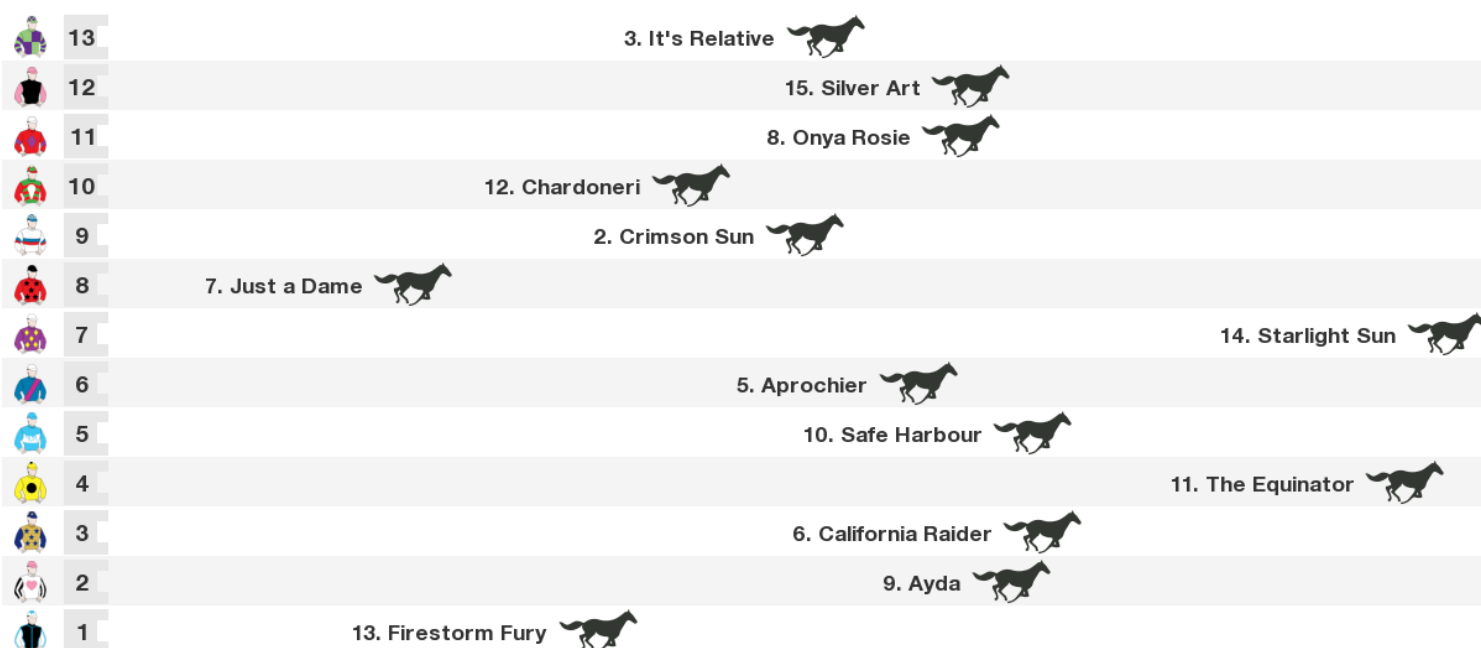 13 3. It's Relative
12 15. Silver Art
11 8. Onya Rosie
10 12. Chardoneri
9 2. Crimson Sun
8 7. Just a Dame
7 14. Starlight Sun
6 5. Aprochier
5 10. Safe Harbour
4 11. The Equinator
3 6. California Raider
2 9. Ayda
1 13. Firestorm Fury